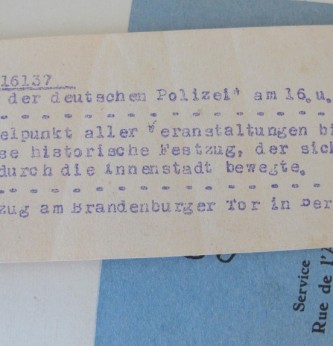 16137
der deutschen Polizei" am 16. u.
elpunkt aller Veranstaltungen bi
se historische Festzug, der sich
durch die Innenstadt bewegte.
zug am Brandenburger Tor in Ber
Service
Rue de l'A